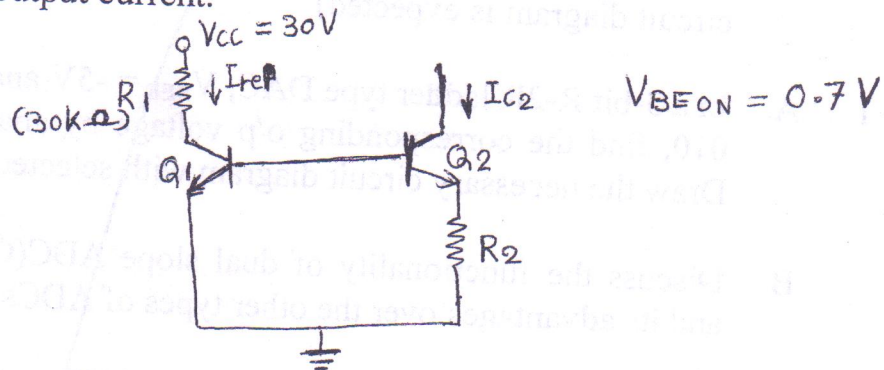 output current.
VCC = 30V
R1
Iref
IC2
VBEON = 0.7 V
(30KΩ)
Q1
Q2
R2